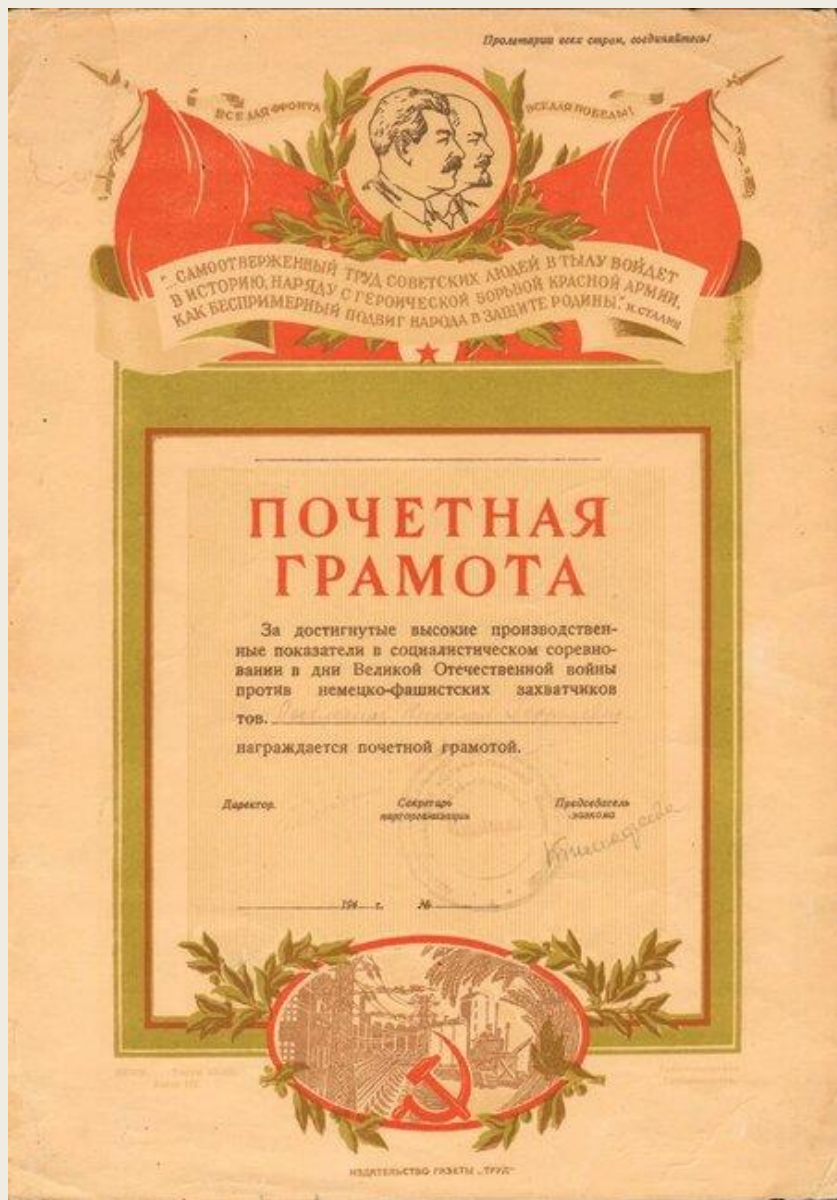 Пролетарии всех стран, соединяйтесь!
ВСЕ ДЛЯ ФРОНТА
ВСЕ ДЛЯ ПОБЕДЫ!
"...САМООТВЕРЖЕННЫЙ ТРУД СОВЕТСКИХ ЛЮДЕЙ В ТЫЛУ ВОЙДЕТ
В ИСТОРИЮ, НАРЯДУ С ГЕРОИЧЕСКОЙ БОРЬБОЙ КРАСНОЙ АРМИИ,
КАК БЕСПРИМЕРНЫЙ ПОДВИГ НАРОДА В ЗАЩИТЕ РОДИНЫ." И. СТАЛИН
ПОЧЕТНАЯ
ГРАМОТА
За достигнутые высокие производствен-
ные показатели в социалистическом соревно-
вании в дни Великой Отечественной войны
против немецко-фашистских захватчиков
тов.
награждается почетной грамотой.
Директор.
Секретарь
парторганизации
Председатель
завкома
194 г. №
ИЗДАТЕЛЬСТВО ГАЗЕТЫ „ТРУД"